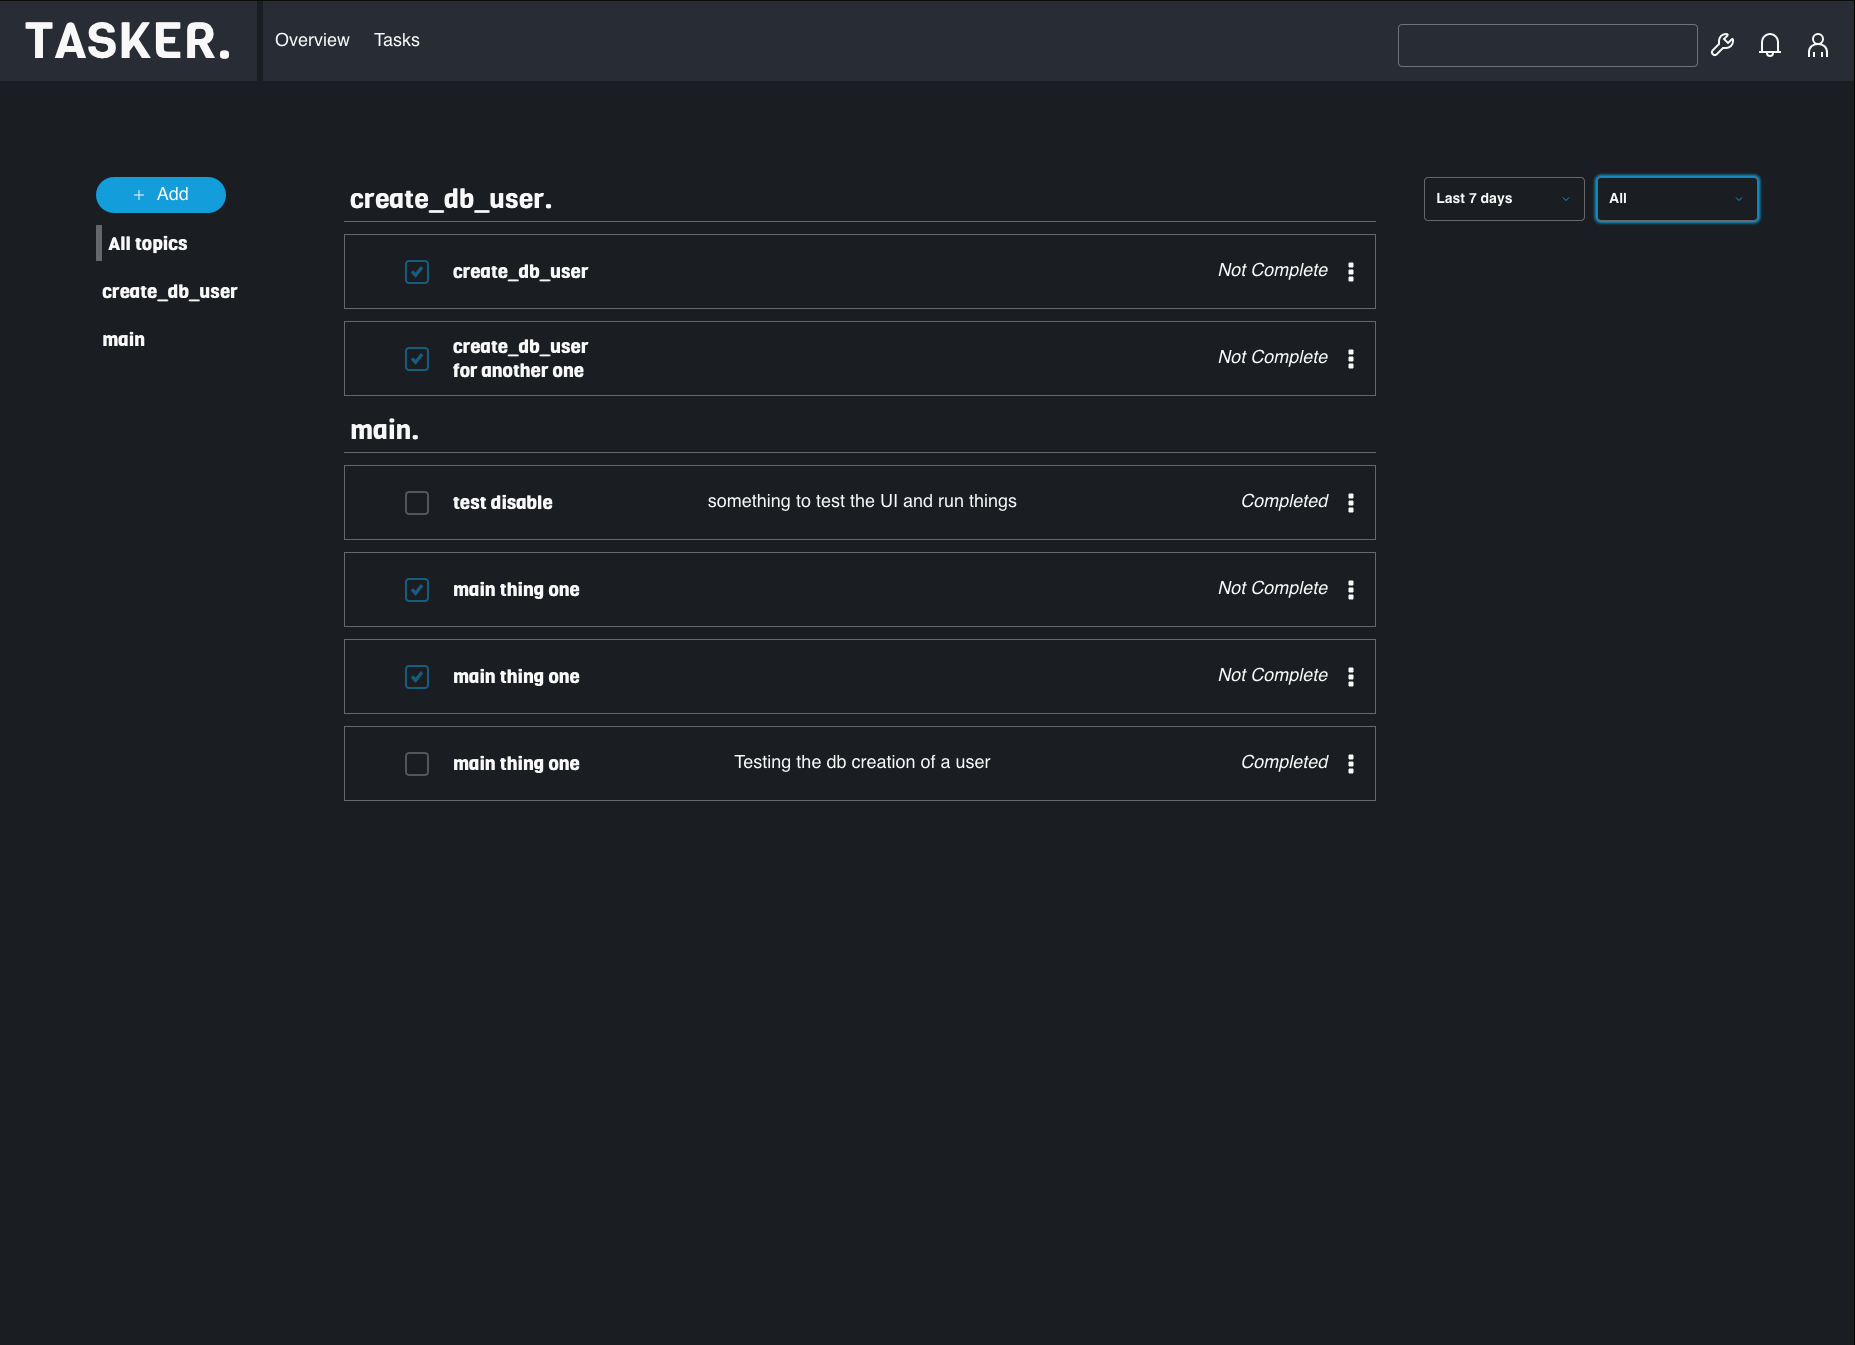 TASKER.
Overview Tasks
+ Add
All topics
create_db_user
main
create_db_user.
create_db_user Not Complete
create_db_user
for another one
Not Complete
main.
test disable something to test the UI and run things Completed
main thing one Not Complete
main thing one Not Complete
main thing one Testing the db creation of a user Completed
Last 7 days All